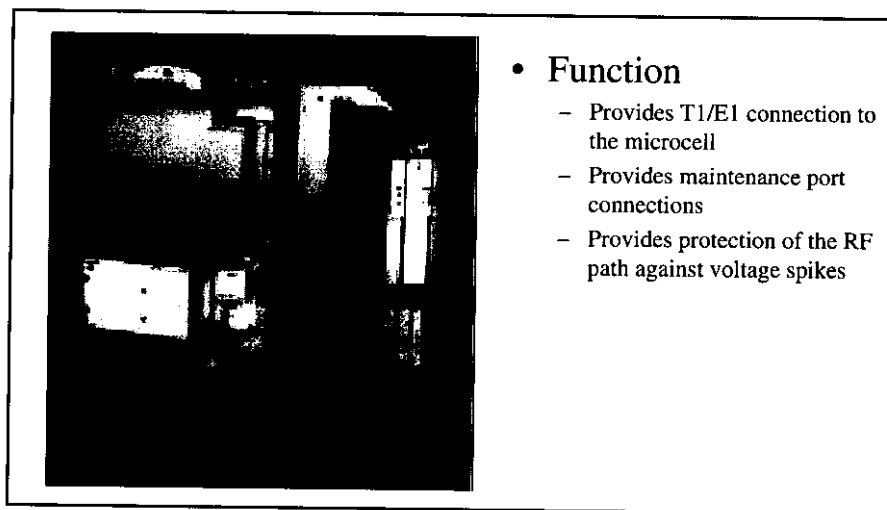 • Function
– Provides T1/E1 connection to
the microcell
– Provides maintenance port
connections
– Provides protection of the RF
path against voltage spikes